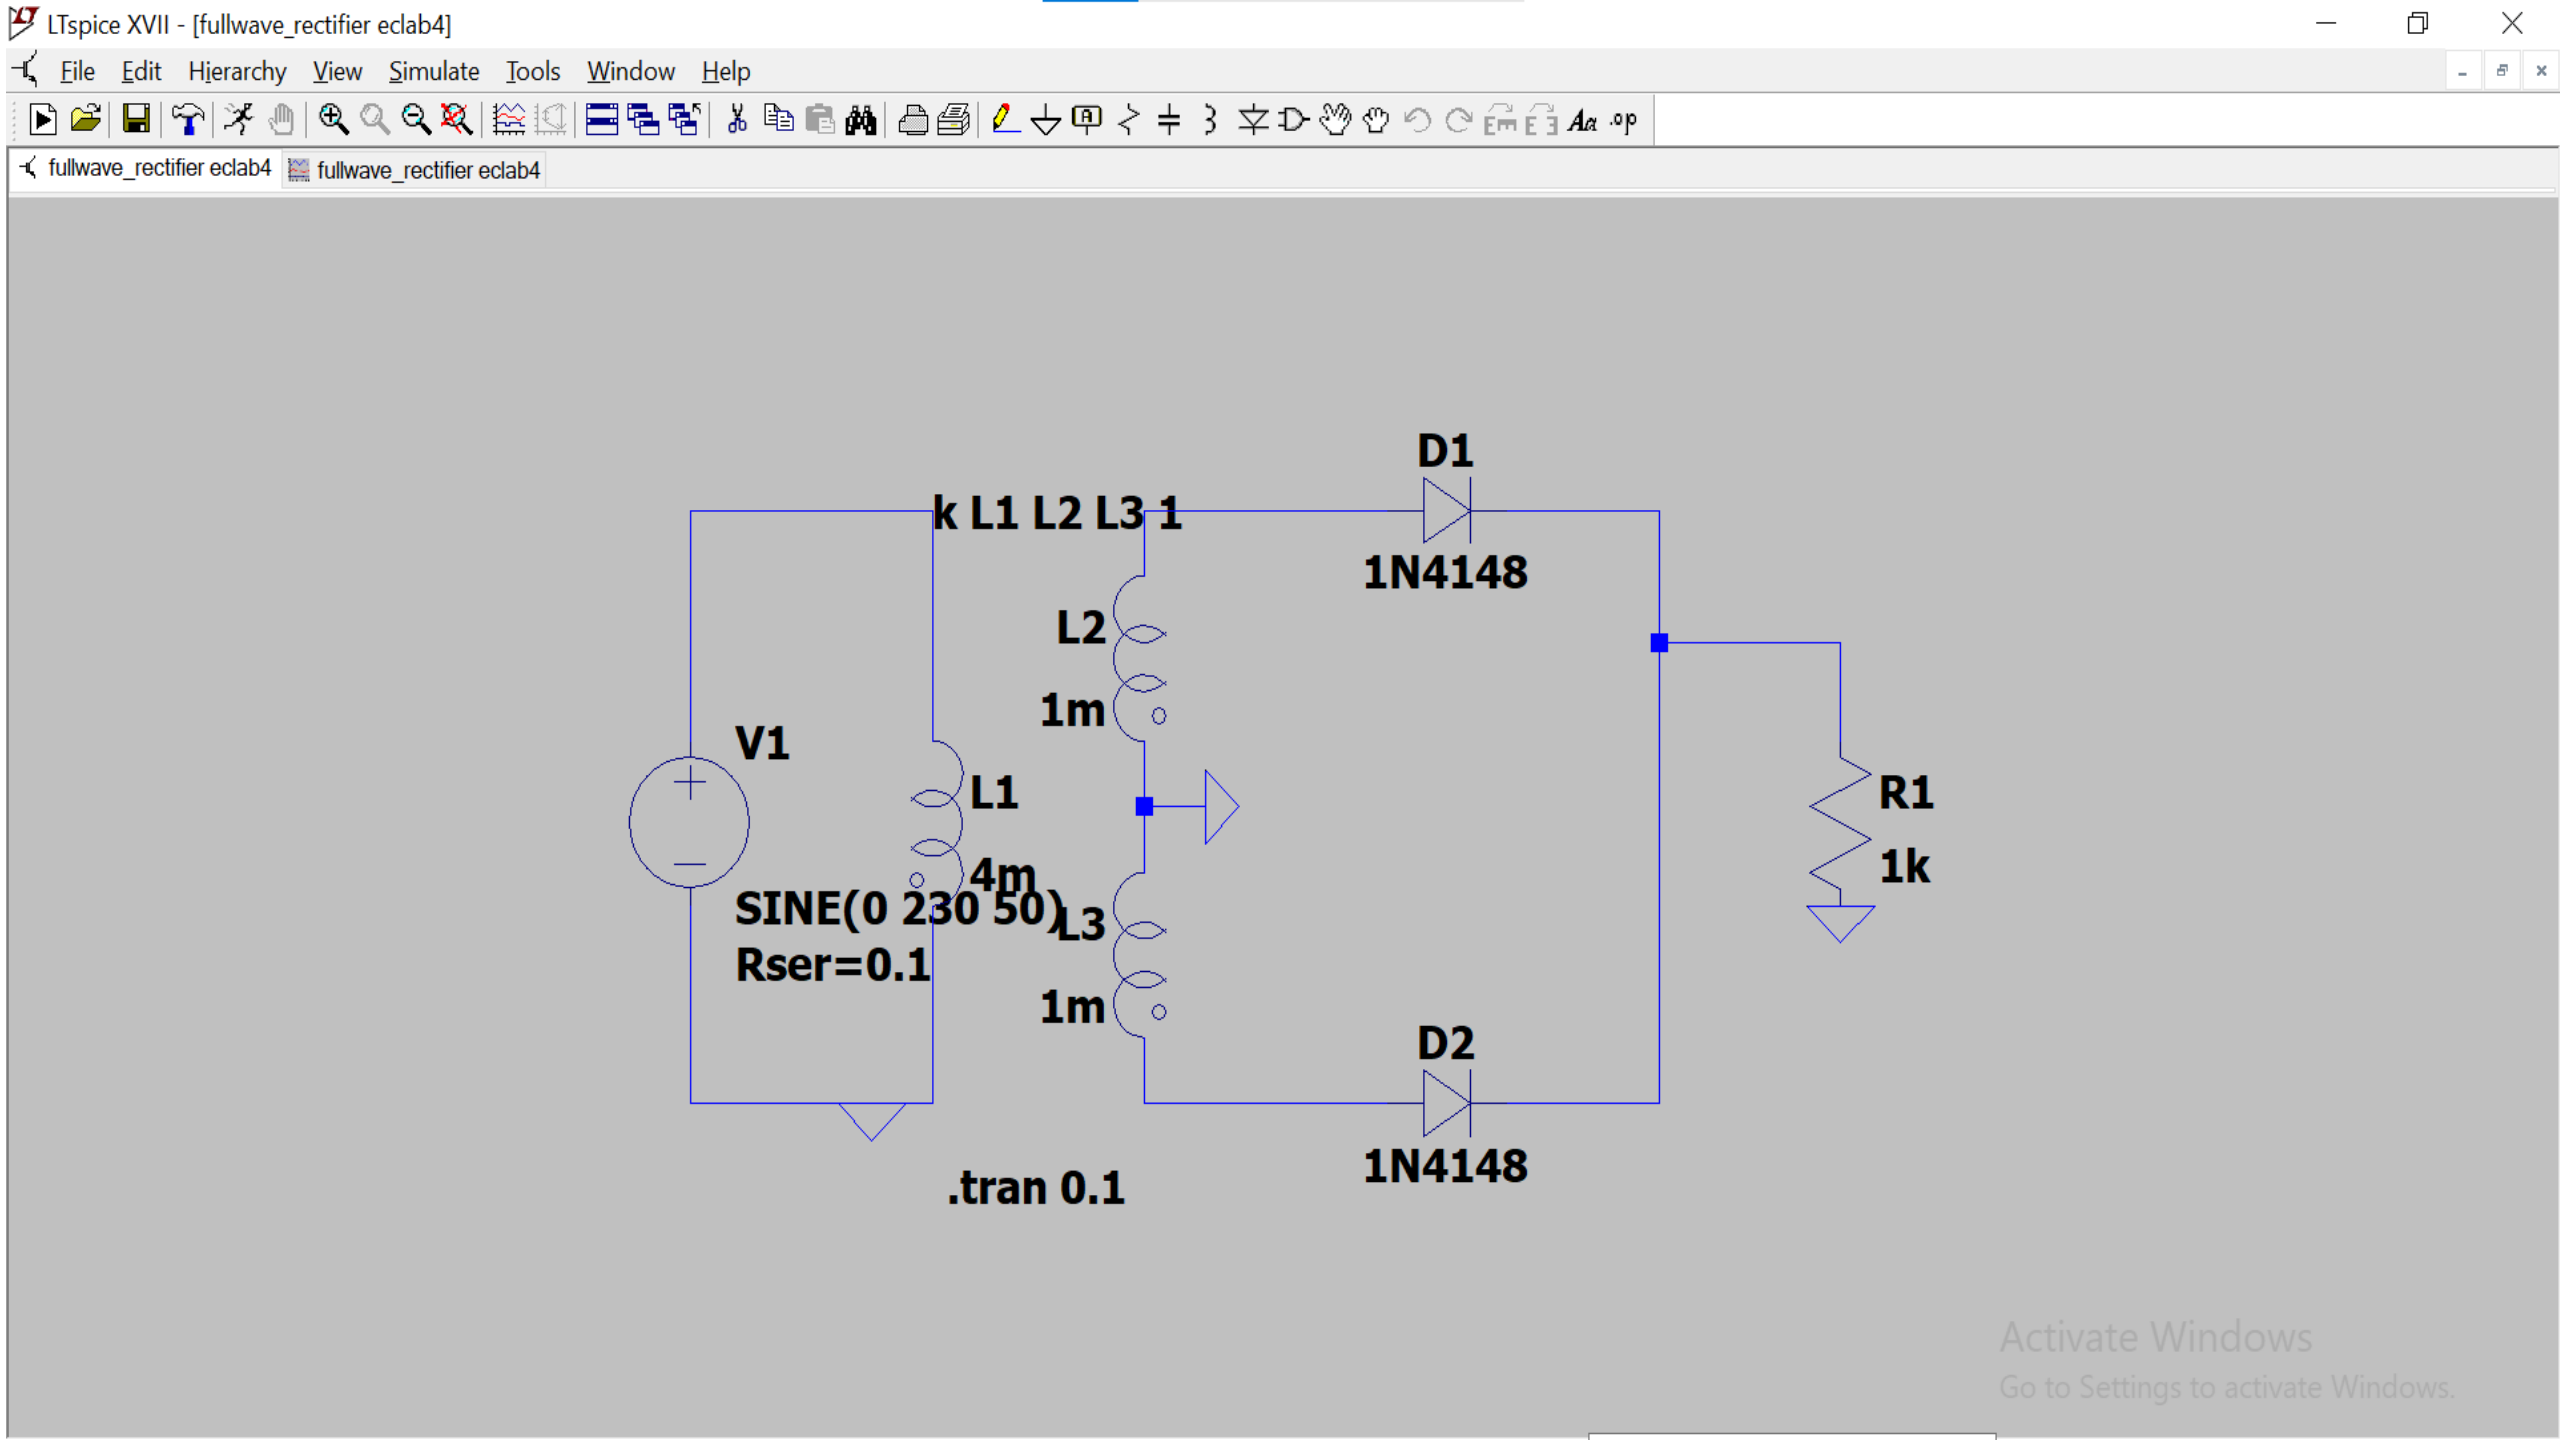 LTspice XVII - [fullwave_rectifier eclab4]
File Edit Hierarchy View Simulate Tools Window Help
fullwave_rectifier eclab4 fullwave_rectifier eclab4
D1
k L1 L2 L3 1
1N4148
L2
1m
V1
L1
R1
4m
1k
SINE(0 230 50)
L3
Rser=0.1
1m
D2
1N4148
.tran 0.1
Activate Windows
Go to Settings to activate Windows.